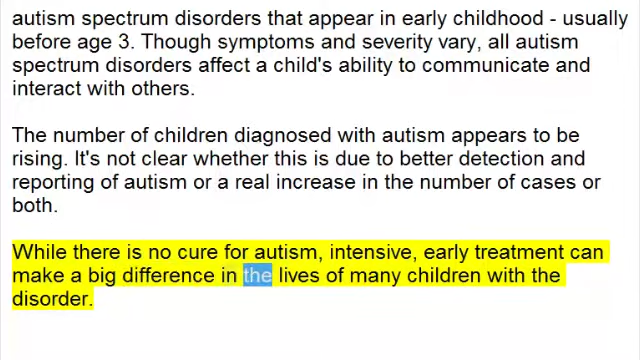 autism spectrum disorders that appear in early childhood - usually
before age 3. Though symptoms and severity vary, all autism
spectrum disorders affect a child's ability to communicate and
interact with others.
The number of children diagnosed with autism appears to be
rising. It's not clear whether this is due to better detection and
reporting of autism or a real increase in the number of cases or
both.
While there is no cure for autism, intensive, early treatment can
make a big difference in the lives of many children with the
disorder.